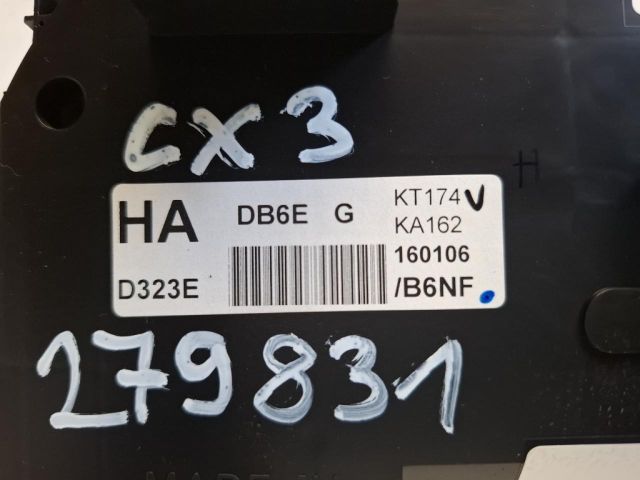 CX3
H
HA DB6E G KT174 V
KA162
160106
D323E /B6NF
279831